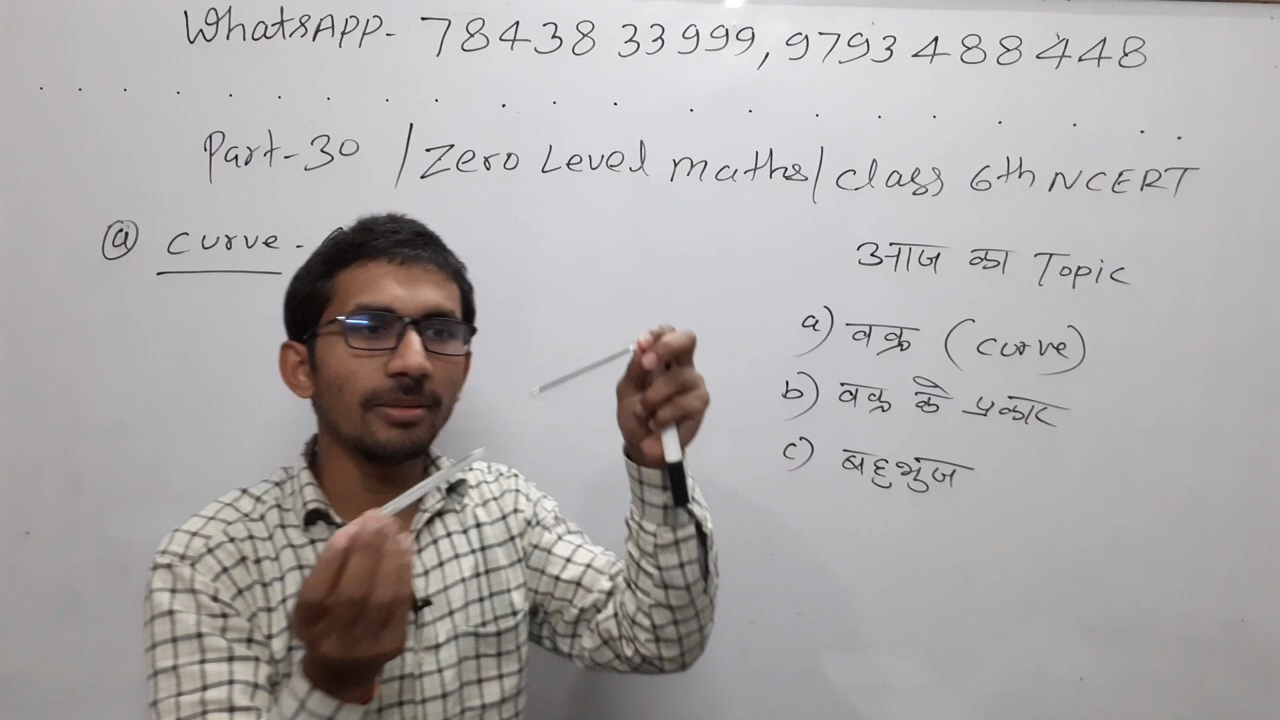 WhatsAPP- 78438 33999, 9793488448
Part-30 / Zero Level maths / class 6th NCERT
ⓐ curve -
आज का Topic
a) वक्र (curve)
b) वक्र के प्रकार
c) बहुभुज